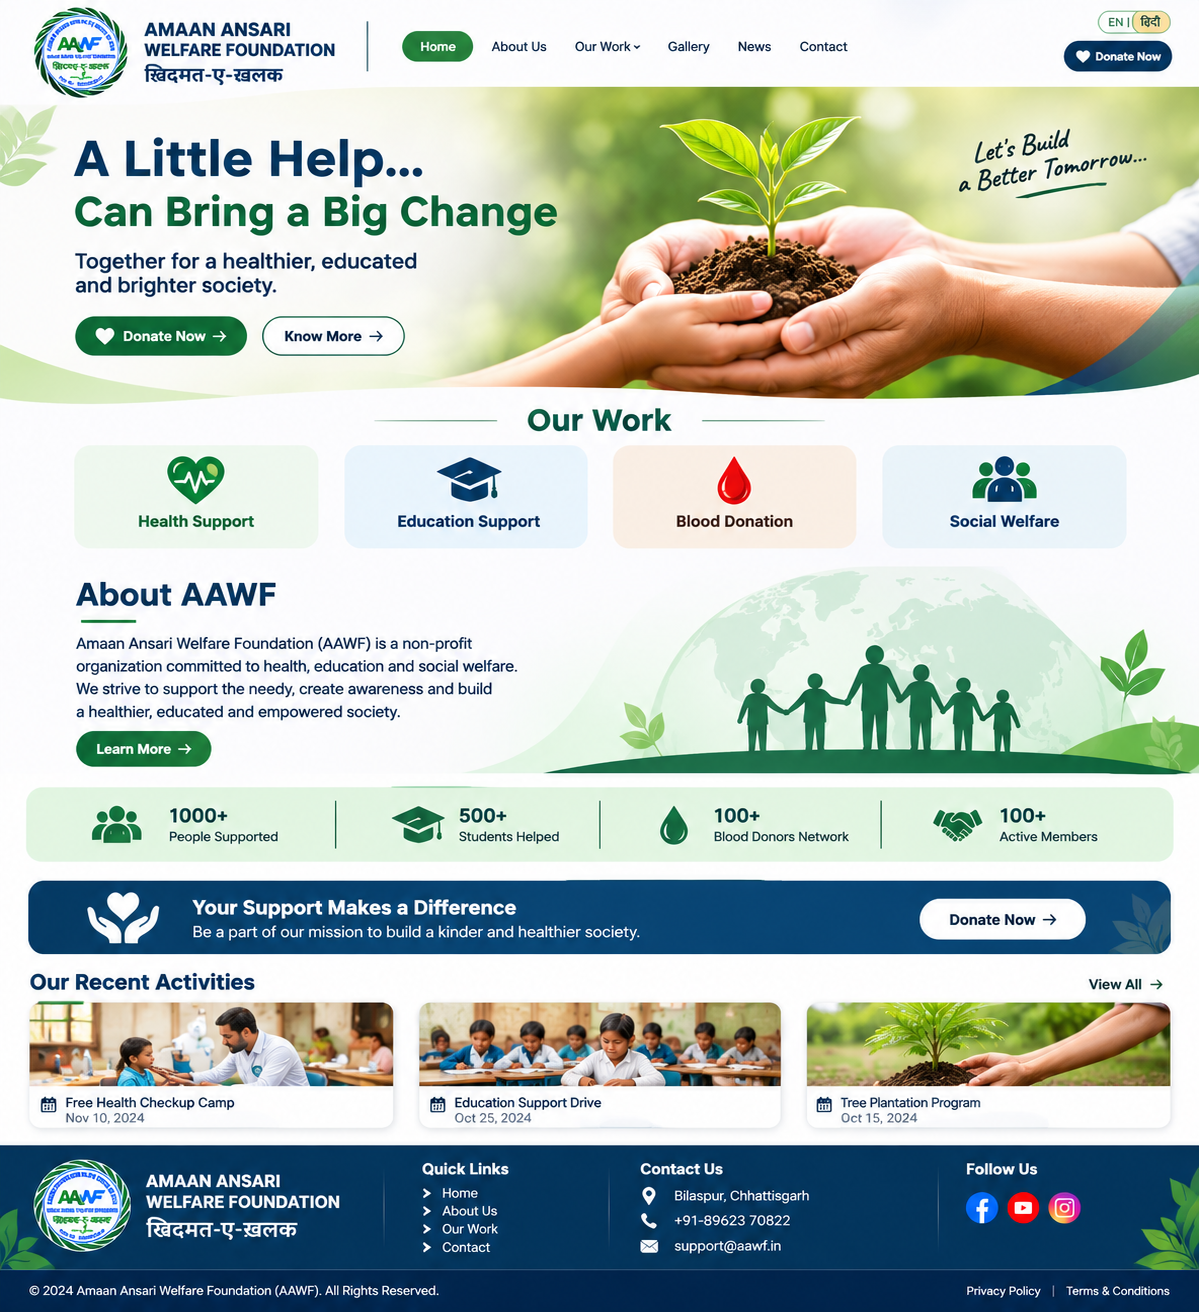 AAWF
खिदमत-ए-खलक
AMAAN ANSARI
WELFARE FOUNDATION
ख़िदमत-ए-ख़लक
Home
About Us
Our Work
Gallery
News
Contact
EN | हिंदी
Donate Now
A Little Help...
Can Bring a Big Change
Together for a healthier, educated
and brighter society.
Donate Now →
Know More →
Let's Build
a Better Tomorrow...
Our Work
Health Support
Education Support
Blood Donation
Social Welfare
About AAWF
Amaan Ansari Welfare Foundation (AAWF) is a non-profit
organization committed to health, education and social welfare.
We strive to support the needy, create awareness and build
a healthier, educated and empowered society.
Learn More →
1000+
People Supported
500+
Students Helped
100+
Blood Donors Network
100+
Active Members
Your Support Makes a Difference
Be a part of our mission to build a kinder and healthier society.
Donate Now →
Our Recent Activities
View All →
Free Health Checkup Camp
Nov 10, 2024
Education Support Drive
Oct 25, 2024
Tree Plantation Program
Oct 15, 2024
AAWF
AMAAN ANSARI
WELFARE FOUNDATION
ख़िदमत-ए-ख़लक
Quick Links
Home
About Us
Our Work
Contact
Contact Us
Bilaspur, Chhattisgarh
+91-89623 70822
support@aawf.in
Follow Us
© 2024 Amaan Ansari Welfare Foundation (AAWF). All Rights Reserved.
Privacy Policy | Terms & Conditions